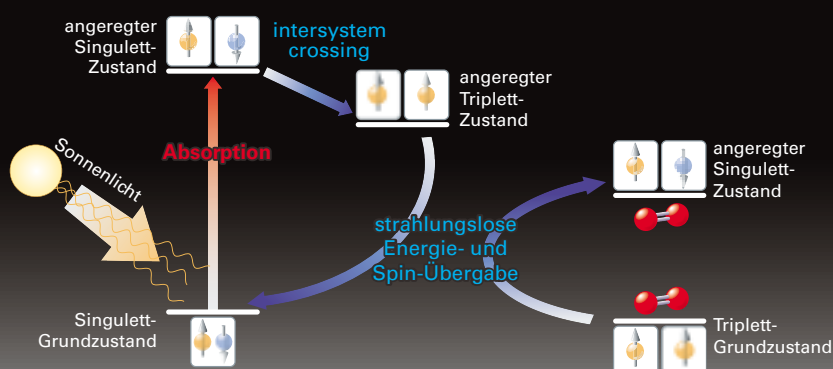 angeregter
Singulett-
Zustand
intersystem
crossing
angeregter
Triplett-
Zustand
Absorption
Sonnenlicht
angeregter
Singulett-
Zustand
strahlungslose
Energie- und
Spin-Übergabe
Singulett-
Grundzustand
Triplett-
Grundzustand